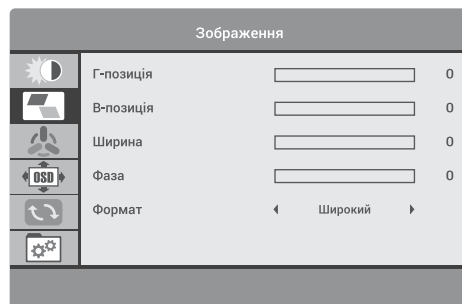 Зображення
Г-позиція 0
В-позиція 0
Ширина 0
Фаза 0
Формат Широкий
OSD